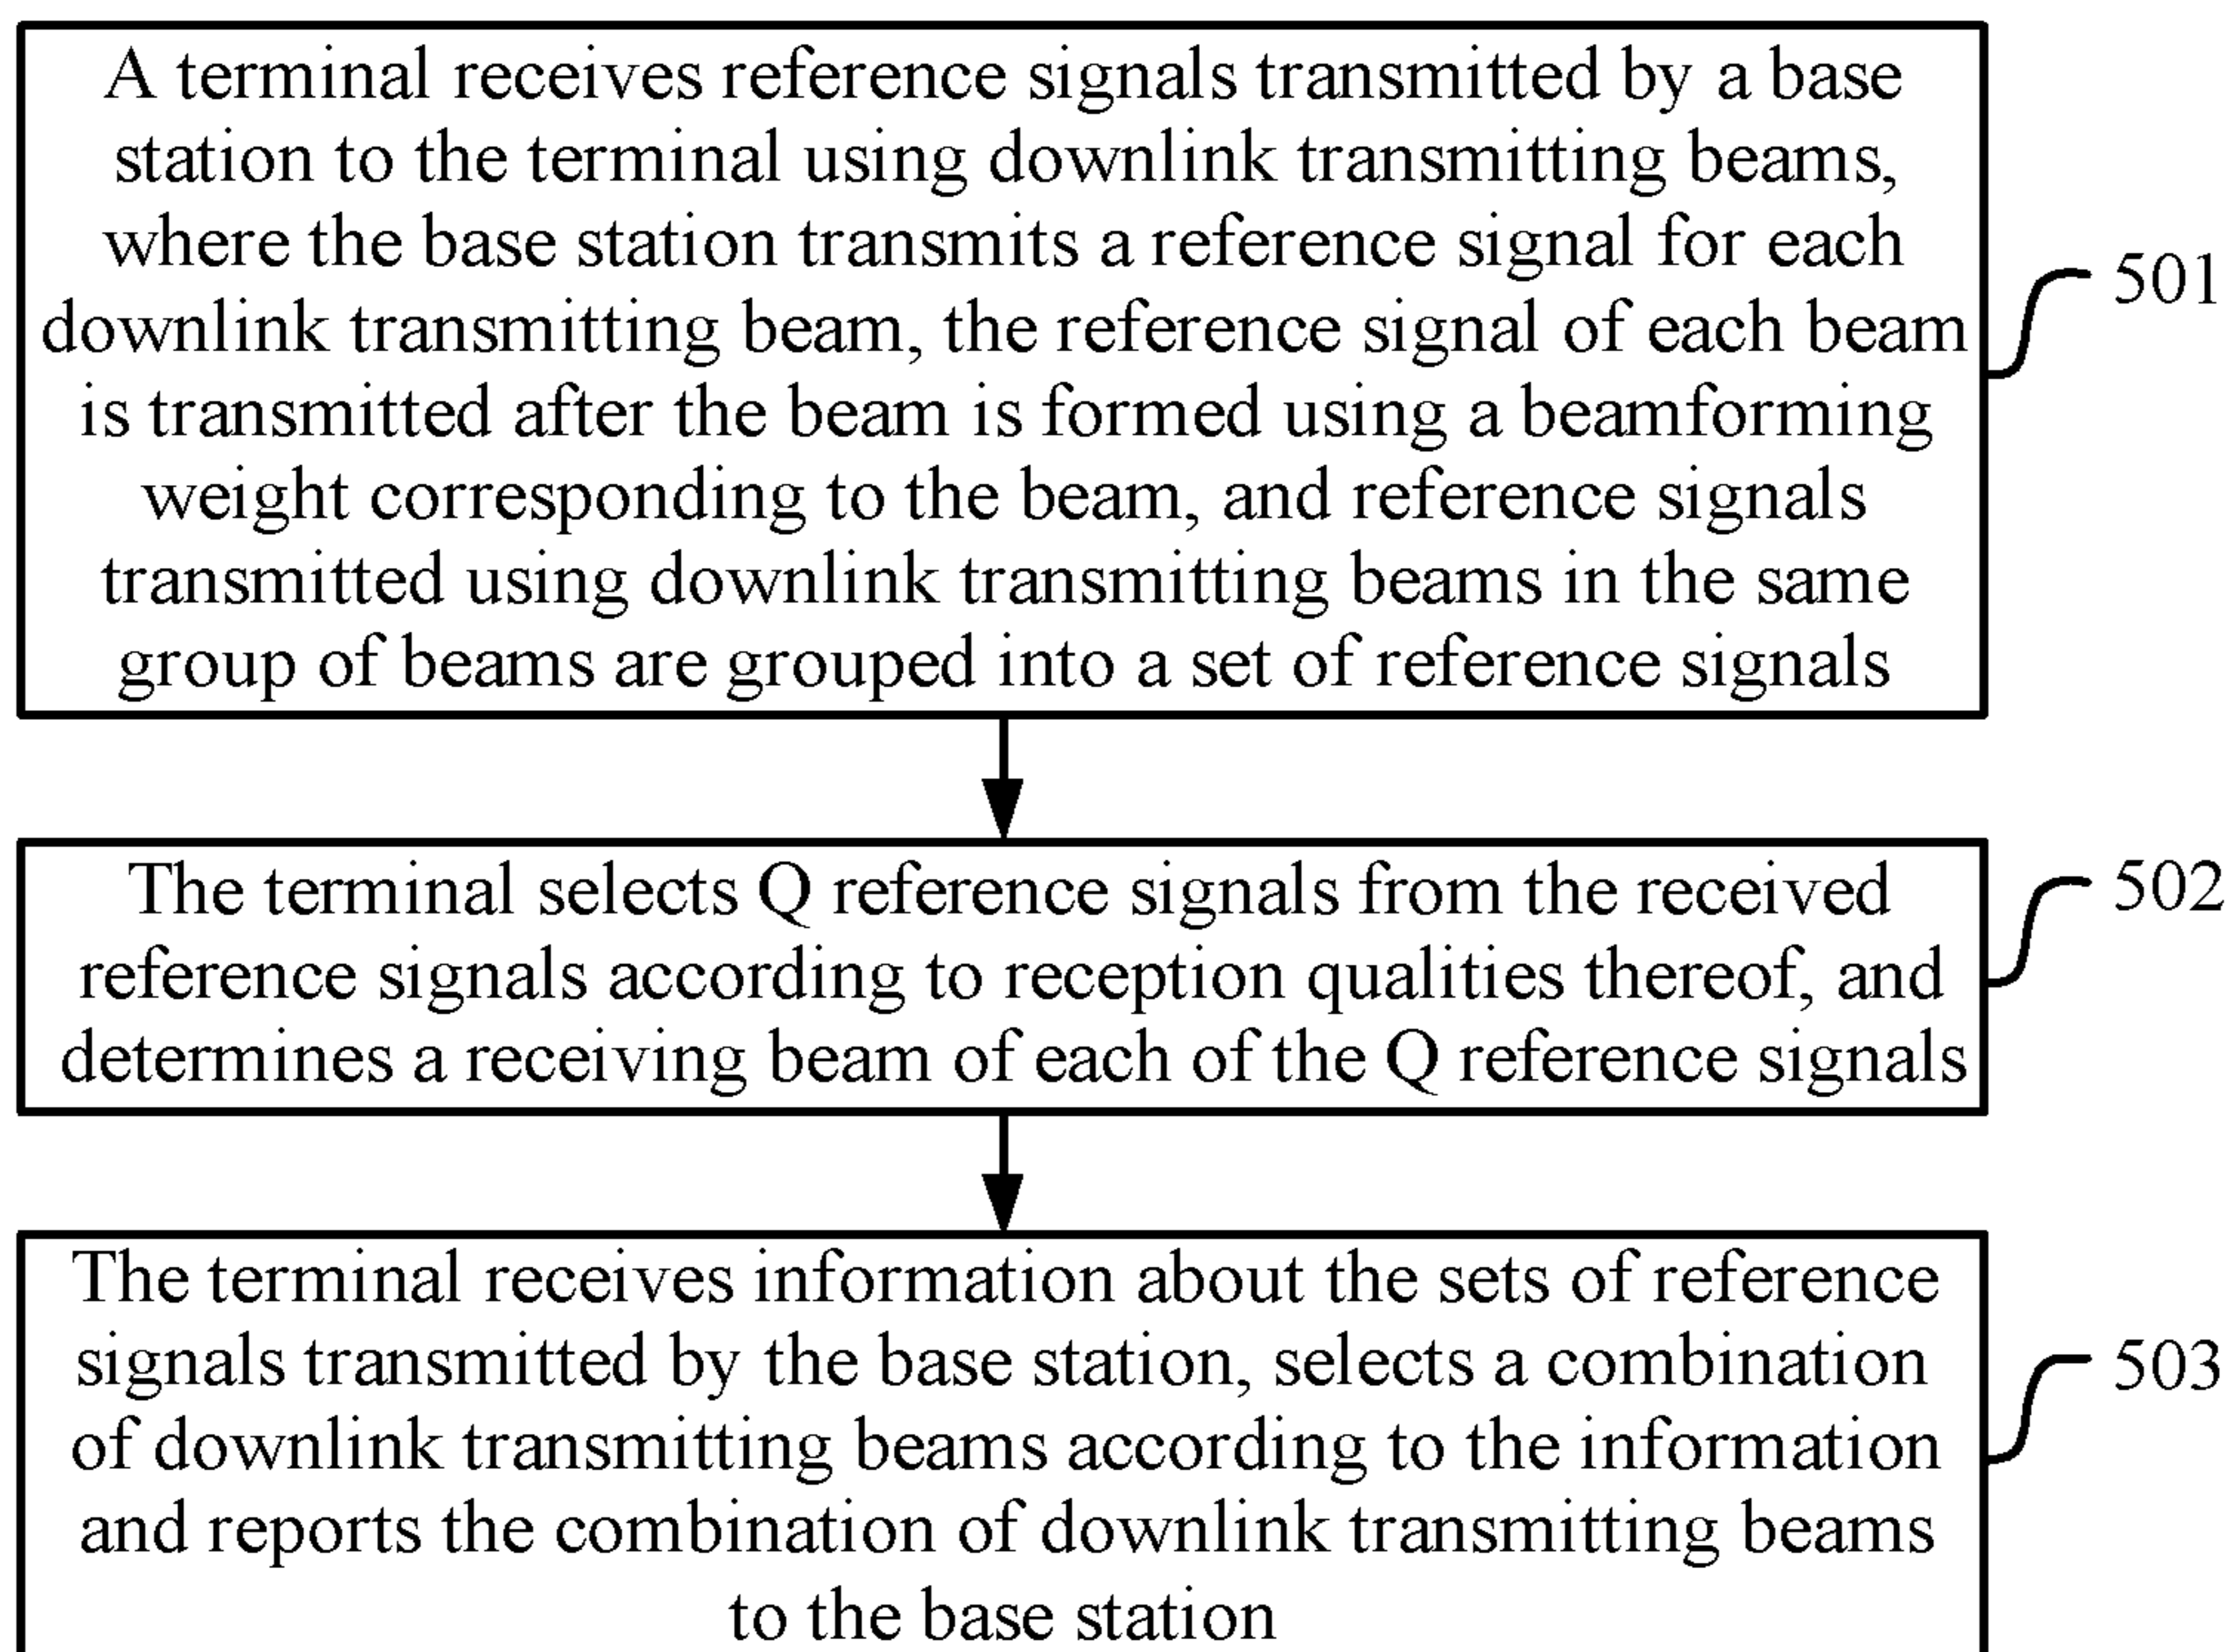 A terminal receives reference signals transmitted by a base
station to the terminal using downlink transmitting beams,
where the base station transmits a reference signal for each
downlink transmitting beam, the reference signal of each beam
is transmitted after the beam is formed using a beamforming
weight corresponding to the beam, and reference signals
transmitted using downlink transmitting beams in the same
group of beams are grouped into a set of reference signals
501
The terminal selects Q reference signals from the received
reference signals according to reception qualities thereof, and
determines a receiving beam of each of the Q reference signals
502
The terminal receives information about the sets of reference
signals transmitted by the base station, selects a combination
of downlink transmitting beams according to the information
and reports the combination of downlink transmitting beams
to the base station
503